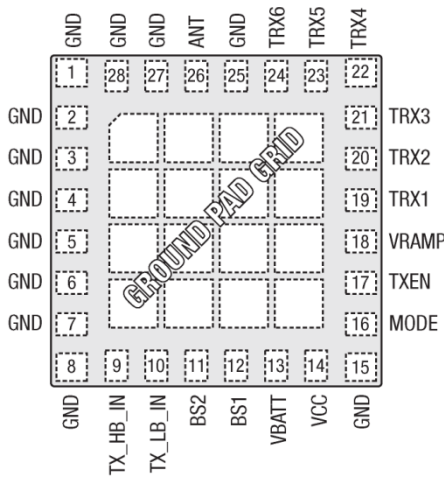 GND GND GND ANT GND TRX6 TRX5 TRX4
1 28 27 26 25 24 23 22
GND 2 21 TRX3
GND 3 20 TRX2
GND 4 19 TRX1
GND 5 18 VRAMP
GND 6 17 TXEN
GND 7 16 MODE
GROUND PAD GRID
8 9 10 11 12 13 14 15
GND TX_HB_IN TX_LB_IN BS2 BS1 VBATT VCC GND